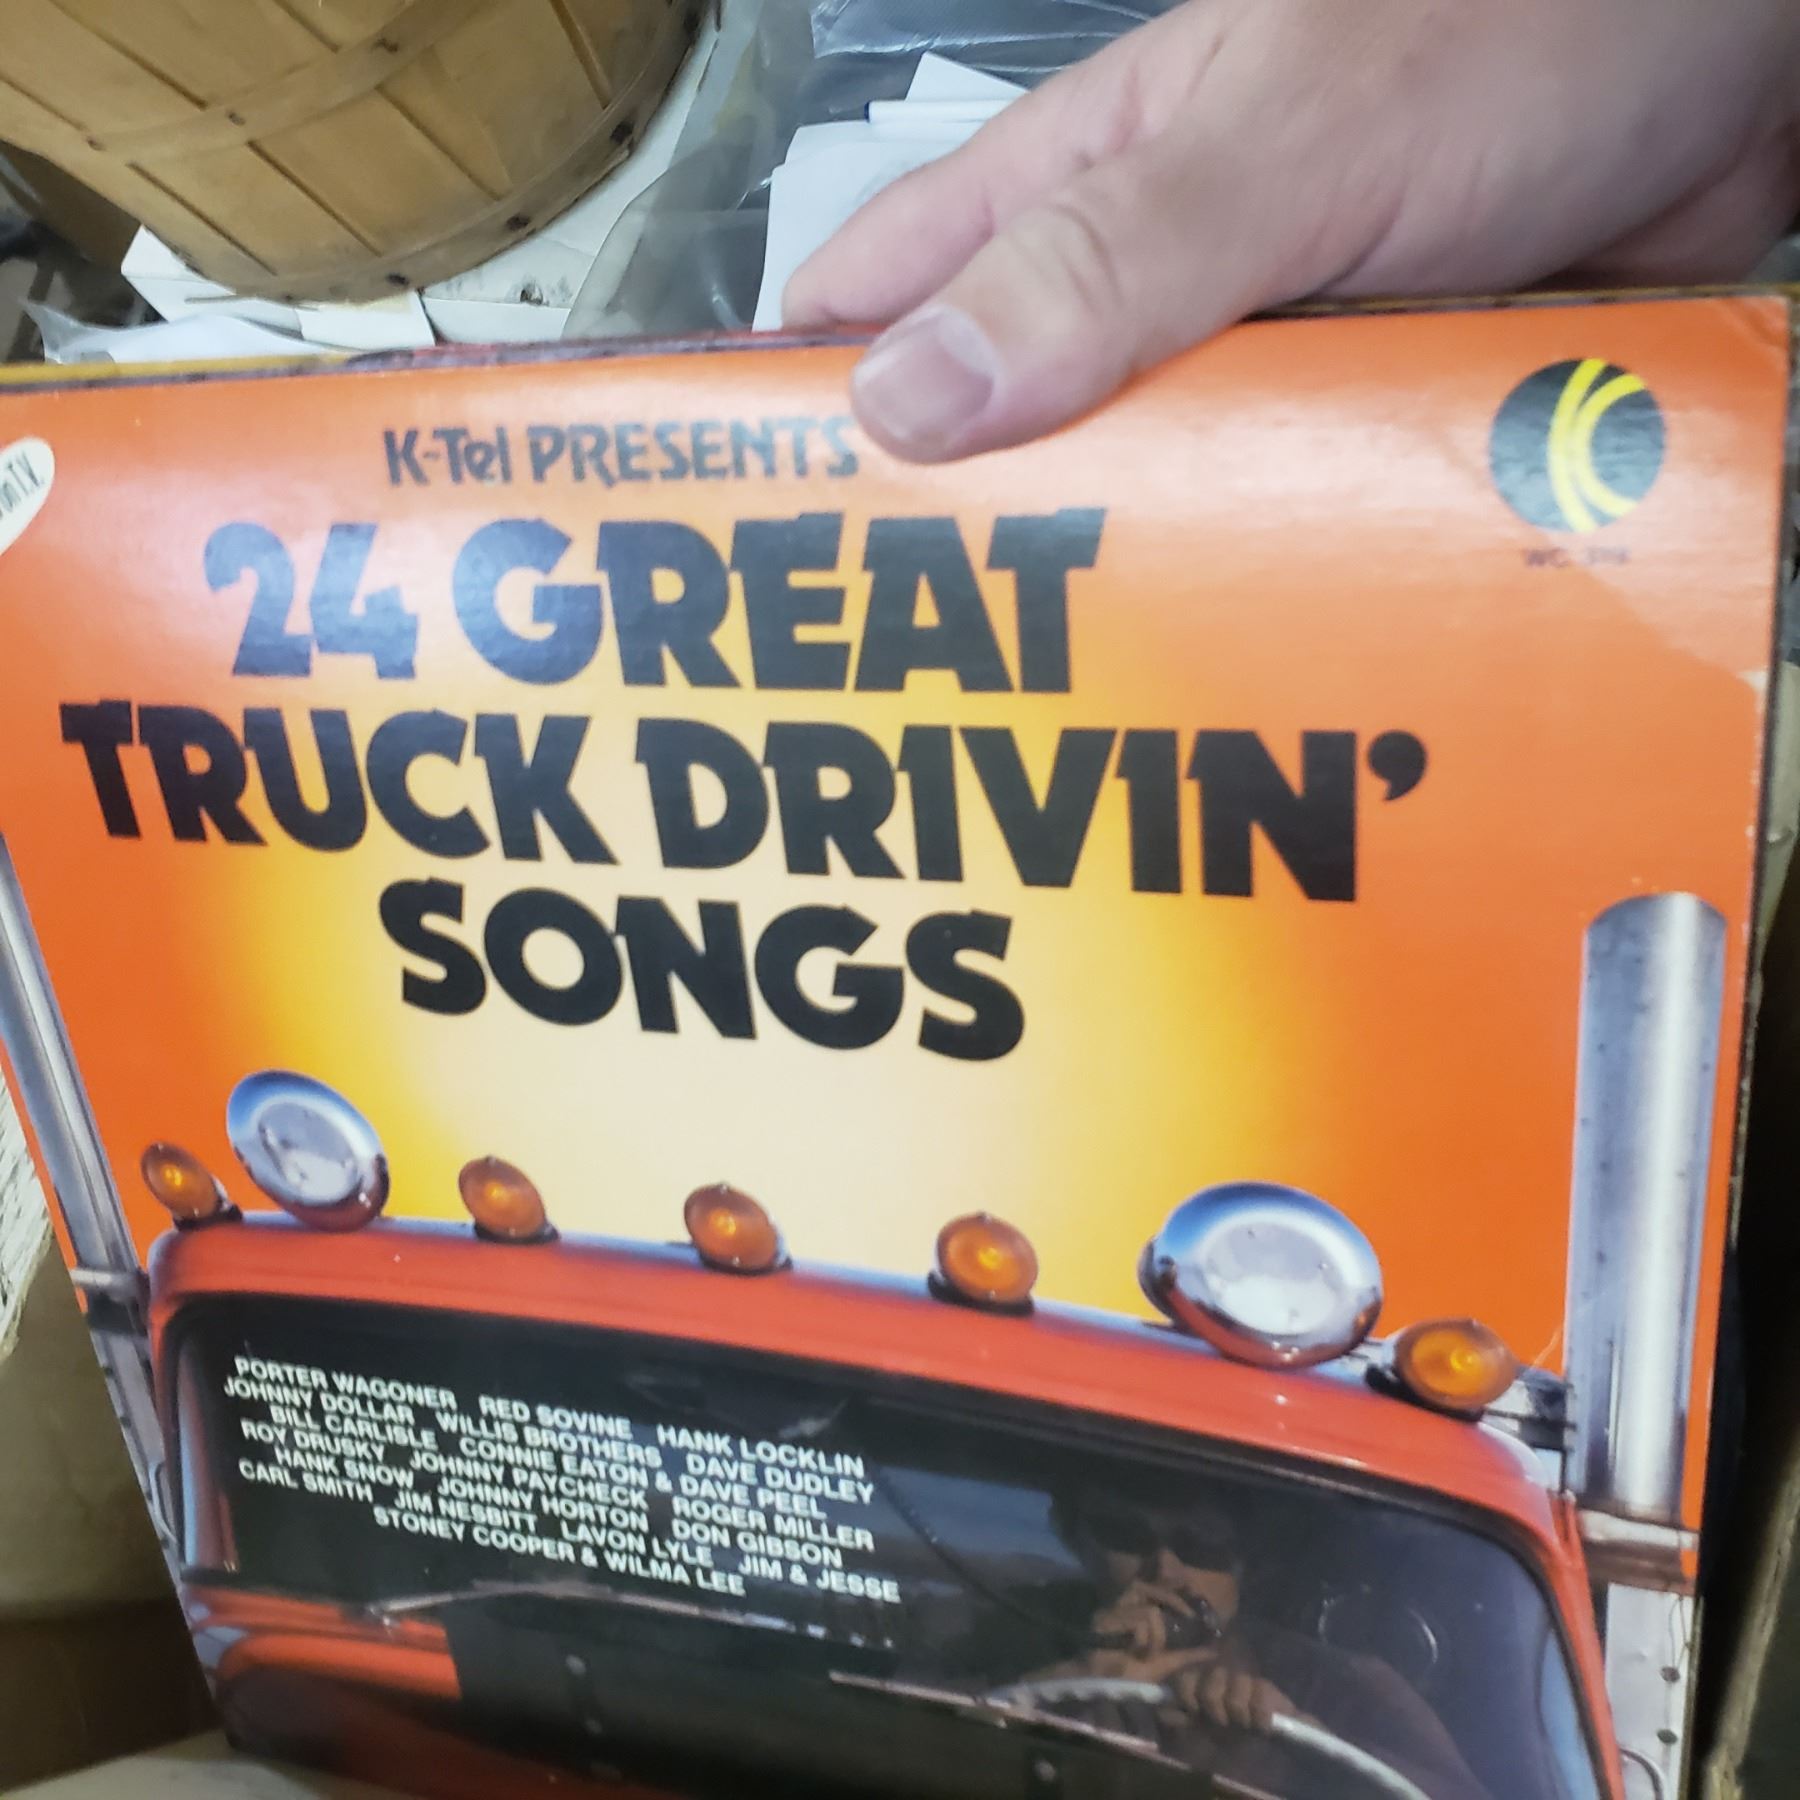 K-Tel PRESENTS
on T.V.
24 GREAT
TRUCK DRIVIN'
SONGS
PORTER WAGONER RED SOVINE HANK LOCKLIN
JOHNNY DOLLAR WILLIS BROTHERS DAVE DUDLEY
BILL CARLISLE CONNIE EATON & DAVE PEEL
ROY DRUSKY JOHNNY PAYCHECK ROGER MILLER
HANK SNOW JOHNNY HORTON DON GIBSON
CARL SMITH JIM NESBITT LAVON LYLE JIM & JESSE
STONEY COOPER & WILMA LEE